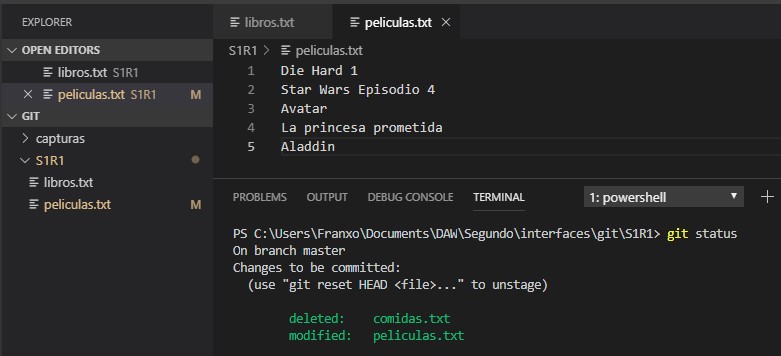 EXPLORER
OPEN EDITORS
libros.txt S1R1
peliculas.txt S1R1 M
GIT
capturas
S1R1
libros.txt
peliculas.txt M
libros.txt peliculas.txt
S1R1 > peliculas.txt
1 Die Hard 1
2 Star Wars Episodio 4
3 Avatar
4 La princesa prometida
5 Aladdin
PROBLEMS OUTPUT DEBUG CONSOLE TERMINAL 1: powershell
PS C:\Users\Franxo\Documents\DAW\Segundo\interfaces\git\S1R1> git status
On branch master
Changes to be committed:
(use "git reset HEAD <file>..." to unstage)
deleted: comidas.txt
modified: peliculas.txt